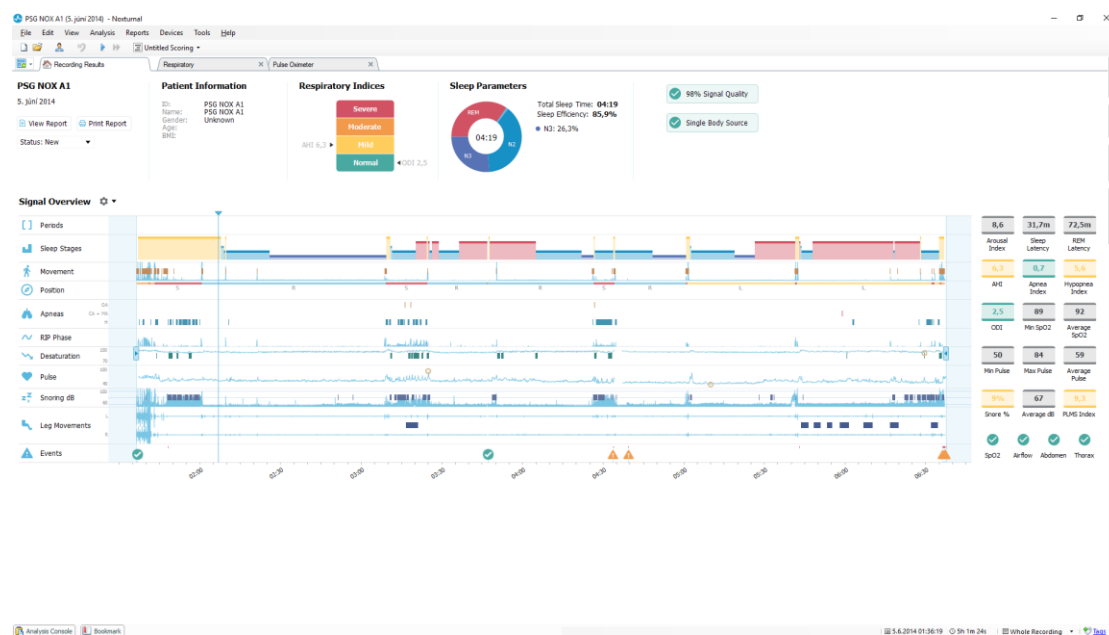 PSG NOX A1 (5. júní 2014) - Noxturnal
File Edit View Analysis Reports Devices Tools Help
Untitled Scoring
Recording Results
Respiratory
Pulse Oximeter
PSG NOX A1
5. júní 2014
View Report Print Report
Status: New
Patient Information
ID: PSG NOX A1
Name: PSG NOX A1
Gender: Unknown
Age:
BMI:
Respiratory Indices
Severe
Moderate
AHI 6,3 Mild
Normal ODI 2,5
Sleep Parameters
REM
04:19
N2
N3
Total Sleep Time: 04:19
Sleep Efficiency: 85,9%
N3: 26,3%
98% Signal Quality
Single Body Source
Signal Overview
Periods
Sleep Stages
Movement
Position
Apneas
RIP Phase
Desaturation
Pulse
Snoring dB
Leg Movements
Events
02:00 02:30 03:00 03:30 04:00 04:30 05:00 05:30 06:00 06:30
8,6 31,7m 72,5m
Arousal Index Sleep Latency REM Latency
6,3 0,7 5,6
AHI Apnea Index Hypopnea Index
2,5 89 92
ODI Min SpO2 Average SpO2
50 84 59
Min Pulse Max Pulse Average Pulse
9% 67 9,3
Snore % Average dB PLMS Index
SpO2 Airflow Abdomen Thorax
Analysis Console Bookmark
5.6.2014 01:36:19 5h 1m 24s Whole Recording Tags